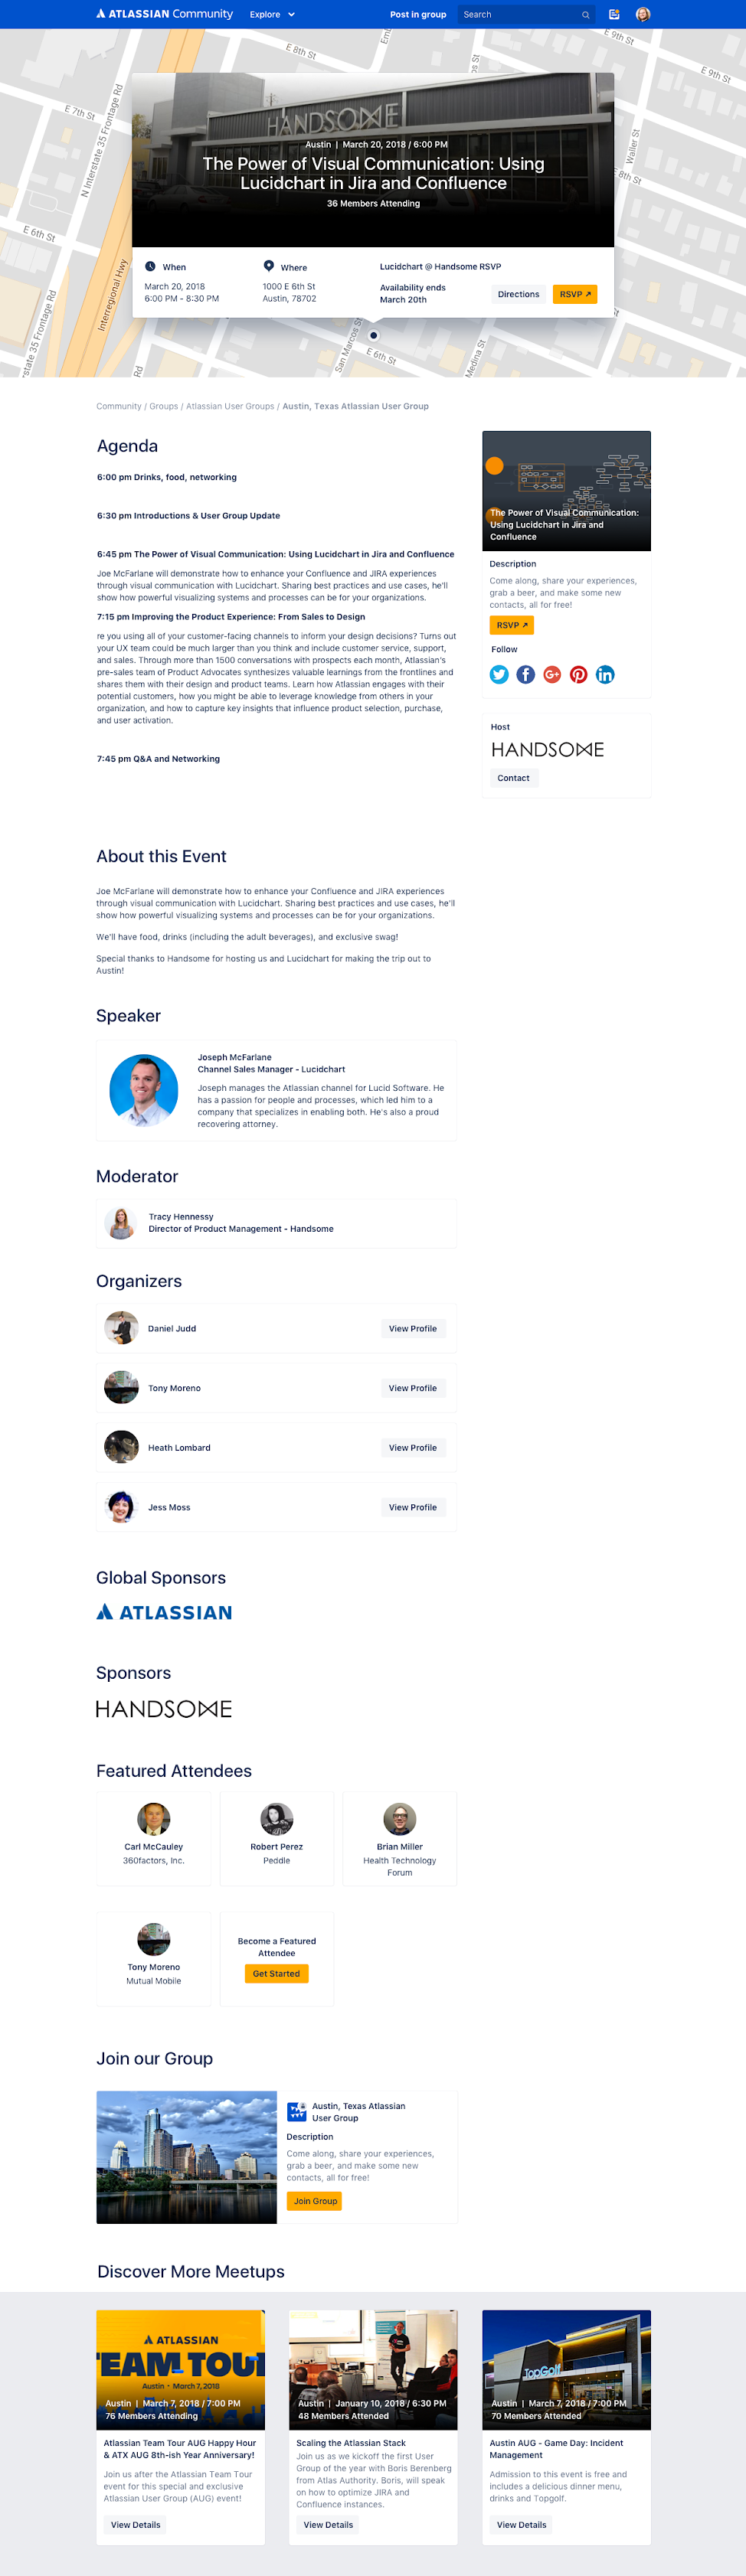 ATLASSIAN Community
Explore
Post in group
Search
E 8th St
E 9th St
E 9th St
E 7th St
N Interstate 35 Frontage Rd
Waller St
8th St
E 6th St
Interregional Hwy
state 35 Frontage Rd
San Marcos St
E 6th St
Medina St
Rd
HANDSOME
Austin | March 20, 2018 / 6:00 PM
The Power of Visual Communication: Using
Lucidchart in Jira and Confluence
36 Members Attending
When
March 20, 2018
6:00 PM - 8:30 PM
Where
1000 E 6th St
Austin, 78702
Lucidchart @ Handsome RSVP
Availability ends
March 20th
Directions
RSVP ↗
Community / Groups / Atlassian User Groups / Austin, Texas Atlassian User Group
Agenda
6:00 pm Drinks, food, networking
6:30 pm Introductions & User Group Update
6:45 pm The Power of Visual Communication: Using Lucidchart in Jira and Confluence
Joe McFarlane will demonstrate how to enhance your Confluence and JIRA experiences
through visual communication with Lucidchart. Sharing best practices and use cases, he'll
show how powerful visualizing systems and processes can be for your organizations.
7:15 pm Improving the Product Experience: From Sales to Design
re you using all of your customer-facing channels to inform your design decisions? Turns out
your UX team could be much larger than you think and include customer service, support,
and sales. Through more than 1500 conversations with prospects each month, Atlassian's
pre-sales team of Product Advocates synthesizes valuable learnings from the frontlines and
shares them with their design and product teams. Learn how Atlassian engages with their
potential customers, how you might be able to leverage knowledge from others in your
organization, and how to capture key insights that influence product selection, purchase,
and user activation.
7:45 pm Q&A and Networking
The Power of Visual Communication:
Using Lucidchart in Jira and
Confluence
Description
Come along, share your experiences,
grab a beer, and make some new
contacts, all for free!
RSVP ↗
Follow
Host
HANDSOME
Contact
About this Event
Joe McFarlane will demonstrate how to enhance your Confluence and JIRA experiences
through visual communication with Lucidchart. Sharing best practices and use cases, he'll
show how powerful visualizing systems and processes can be for your organizations.
We'll have food, drinks (including the adult beverages), and exclusive swag!
Special thanks to Handsome for hosting us and Lucidchart for making the trip out to
Austin!
Speaker
Joseph McFarlane
Channel Sales Manager - Lucidchart
Joseph manages the Atlassian channel for Lucid Software. He
has a passion for people and processes, which led him to a
company that specializes in enabling both. He's also a proud
recovering attorney.
Moderator
Tracy Hennessy
Director of Product Management - Handsome
Organizers
Daniel Judd
View Profile
Tony Moreno
View Profile
Heath Lombard
View Profile
Jess Moss
View Profile
Global Sponsors
ATLASSIAN
Sponsors
HANDSOME
Featured Attendees
Carl McCauley
360factors, Inc.
Robert Perez
Peddle
Brian Miller
Health Technology
Forum
Tony Moreno
Mutual Mobile
Become a Featured
Attendee
Get Started
Join our Group
Austin, Texas Atlassian
User Group
Description
Come along, share your experiences,
grab a beer, and make some new
contacts, all for free!
Join Group
Discover More Meetups
ATLASSIAN
TEAM TOUR
Austin · March 7, 2018
Austin | March 7, 2018 / 7:00 PM
76 Members Attending
Atlassian Team Tour AUG Happy Hour
& ATX AUG 8th-ish Year Anniversary!
Join us after the Atlassian Team Tour
event for this special and exclusive
Atlassian User Group (AUG) event!
View Details
Austin | January 10, 2018 / 6:30 PM
48 Members Attended
Scaling the Atlassian Stack
Join us as we kickoff the first User
Group of the year with Boris Berenberg
from Atlas Authority. Boris, will speak
on how to optimize JIRA and
Confluence instances.
View Details
TopGolf
Austin | March 7, 2018 / 7:00 PM
70 Members Attended
Austin AUG - Game Day: Incident
Management
Admission to this event is free and
includes a delicious dinner menu,
drinks and Topgolf.
View Details